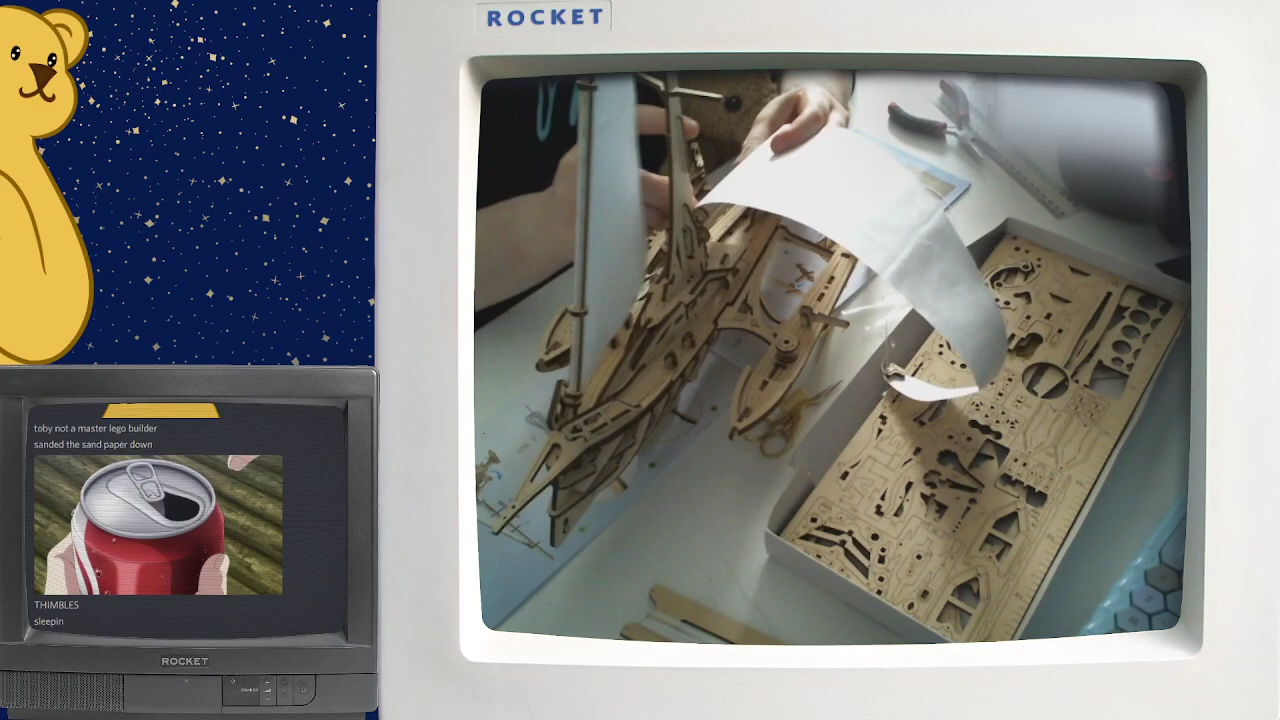 ROCKET
toby not a master lego builder
sanded the sand paper down
THIMBLES
sleepin
ROCKET